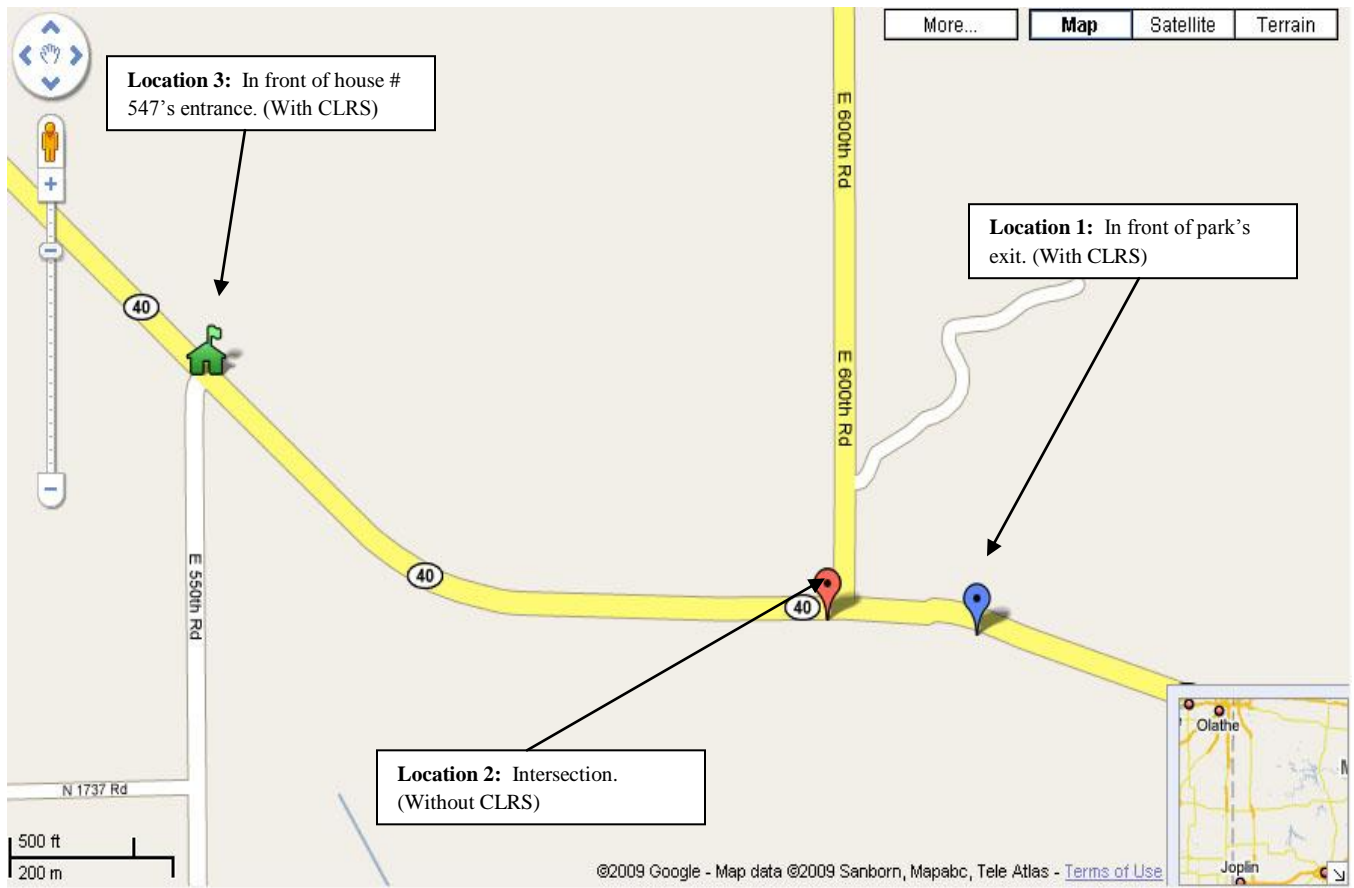 More...
Map
Satellite
Terrain
Location 3: In front of house #
547’s entrance. (With CLRS)
E 600th Rd
Location 1: In front of park’s
exit. (With CLRS)
40
E 600th Rd
40
E 550th Rd
40
Location 2: Intersection.
(Without CLRS)
N 1737 Rd
500 ft
200 m
©2009 Google - Map data ©2009 Sanborn, Mapabc, Tele Atlas - Terms of Use
Olathe
Joplin